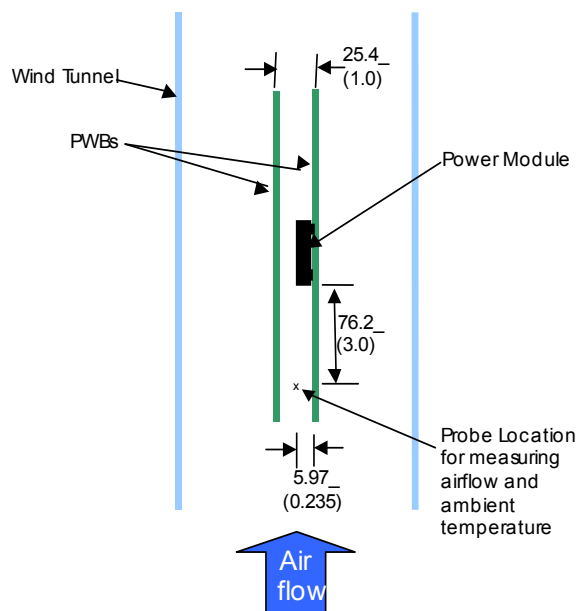 25.4_
(1.0)
Wind Tunnel
PWBs
Power Module
76.2_
(3.0)
x
Probe Location
for measuring
airflow and
ambient
temperature
5.97_
(0.235)
Air
flow